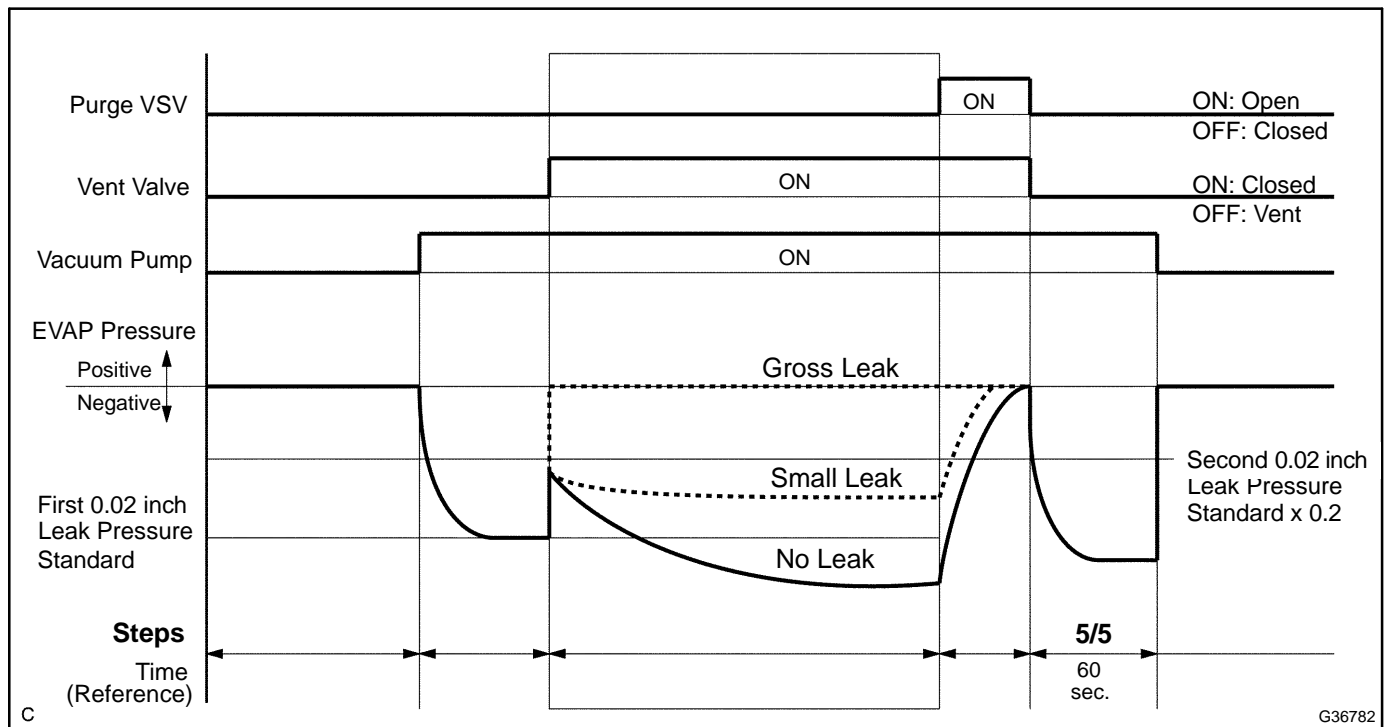 Purge VSV
ON
ON: Open
OFF: Closed
Vent Valve
ON
ON: Closed
OFF: Vent
Vacuum Pump
ON
EVAP Pressure
Positive
Negative
Gross Leak
Small Leak
No Leak
First 0.02 inch
Leak Pressure
Standard
Second 0.02 inch
Leak Pressure
Standard x 0.2
Steps
5/5
Time
(Reference)
60
sec.
C
G36782